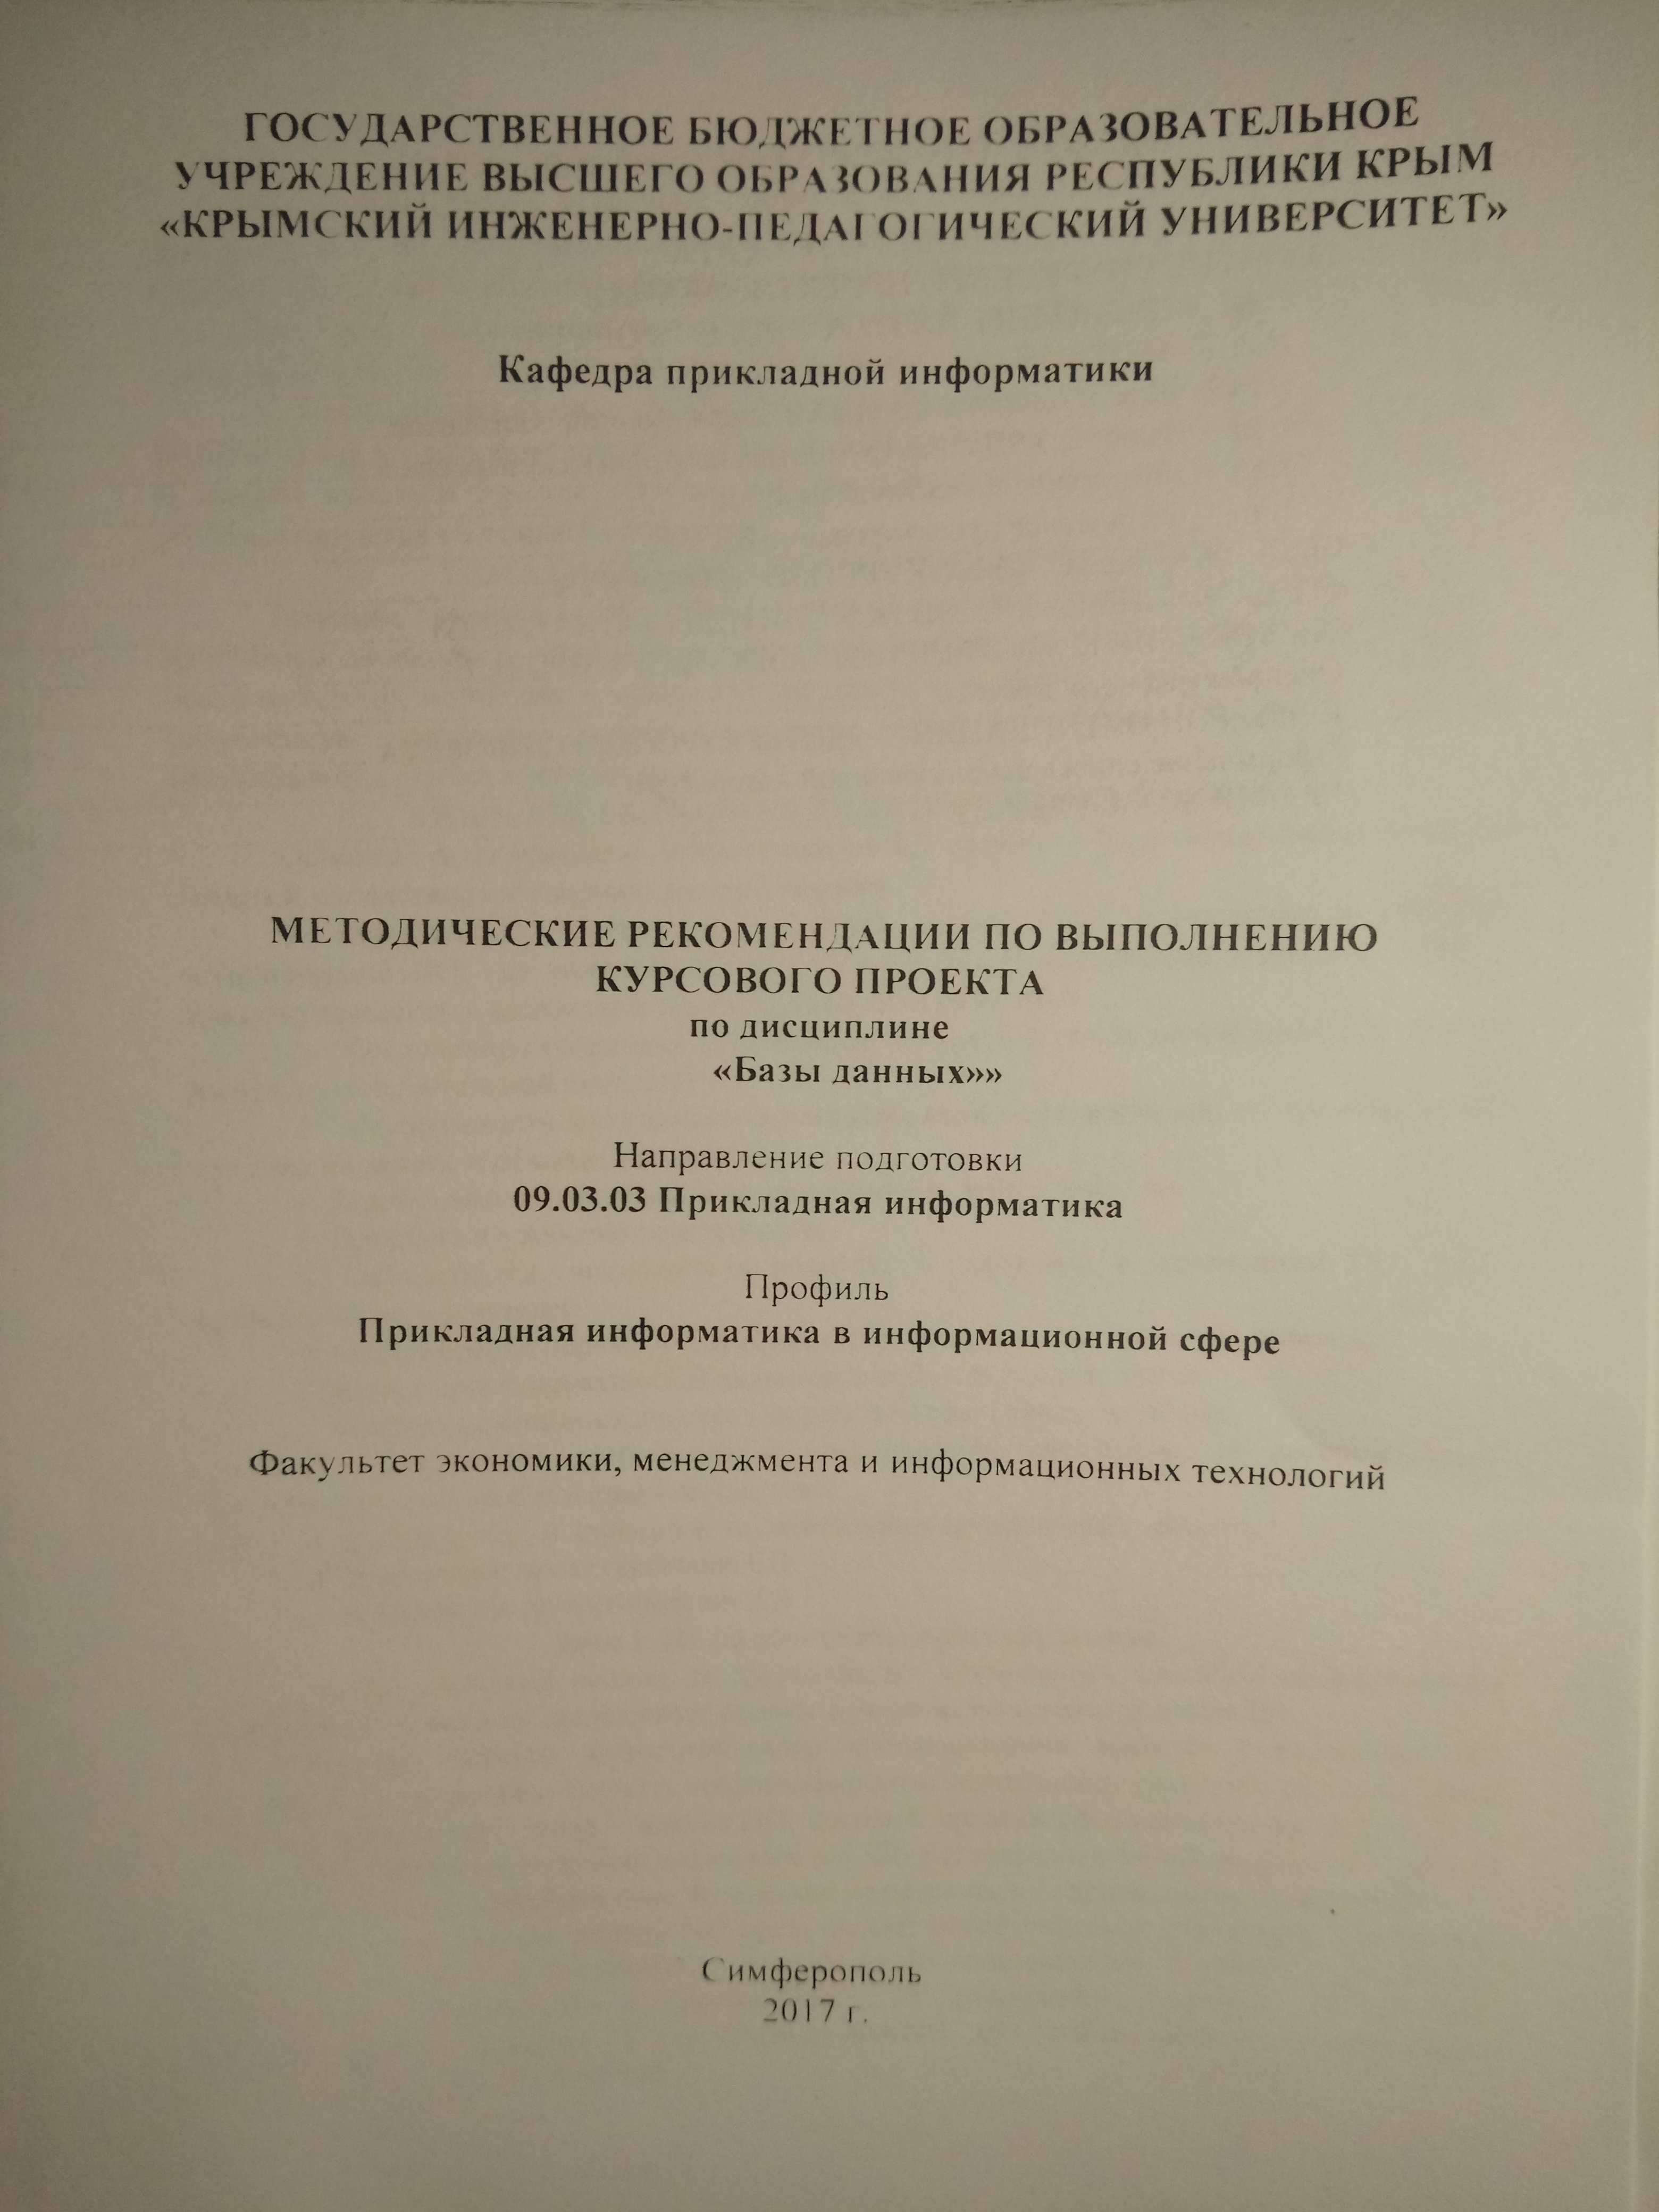 ГОСУДАРСТВЕННОЕ БЮДЖЕТНОЕ ОБРАЗОВАТЕЛЬНОЕ
УЧРЕЖДЕНИЕ ВЫСШЕГО ОБРАЗОВАНИЯ РЕСПУБЛИКИ КРЫМ
«КРЫМСКИЙ ИНЖЕНЕРНО-ПЕДАГОГИЧЕСКИЙ УНИВЕРСИТЕТ»
Кафедра прикладной информатики
МЕТОДИЧЕСКИЕ РЕКОМЕНДАЦИИ ПО ВЫПОЛНЕНИЮ
КУРСОВОГО ПРОЕКТА
по дисциплине
«Базы данных»»
Направление подготовки
09.03.03 Прикладная информатика
Профиль
Прикладная информатика в информационной сфере
Факультет экономики, менеджмента и информационных технологий
Симферополь
2017 г.